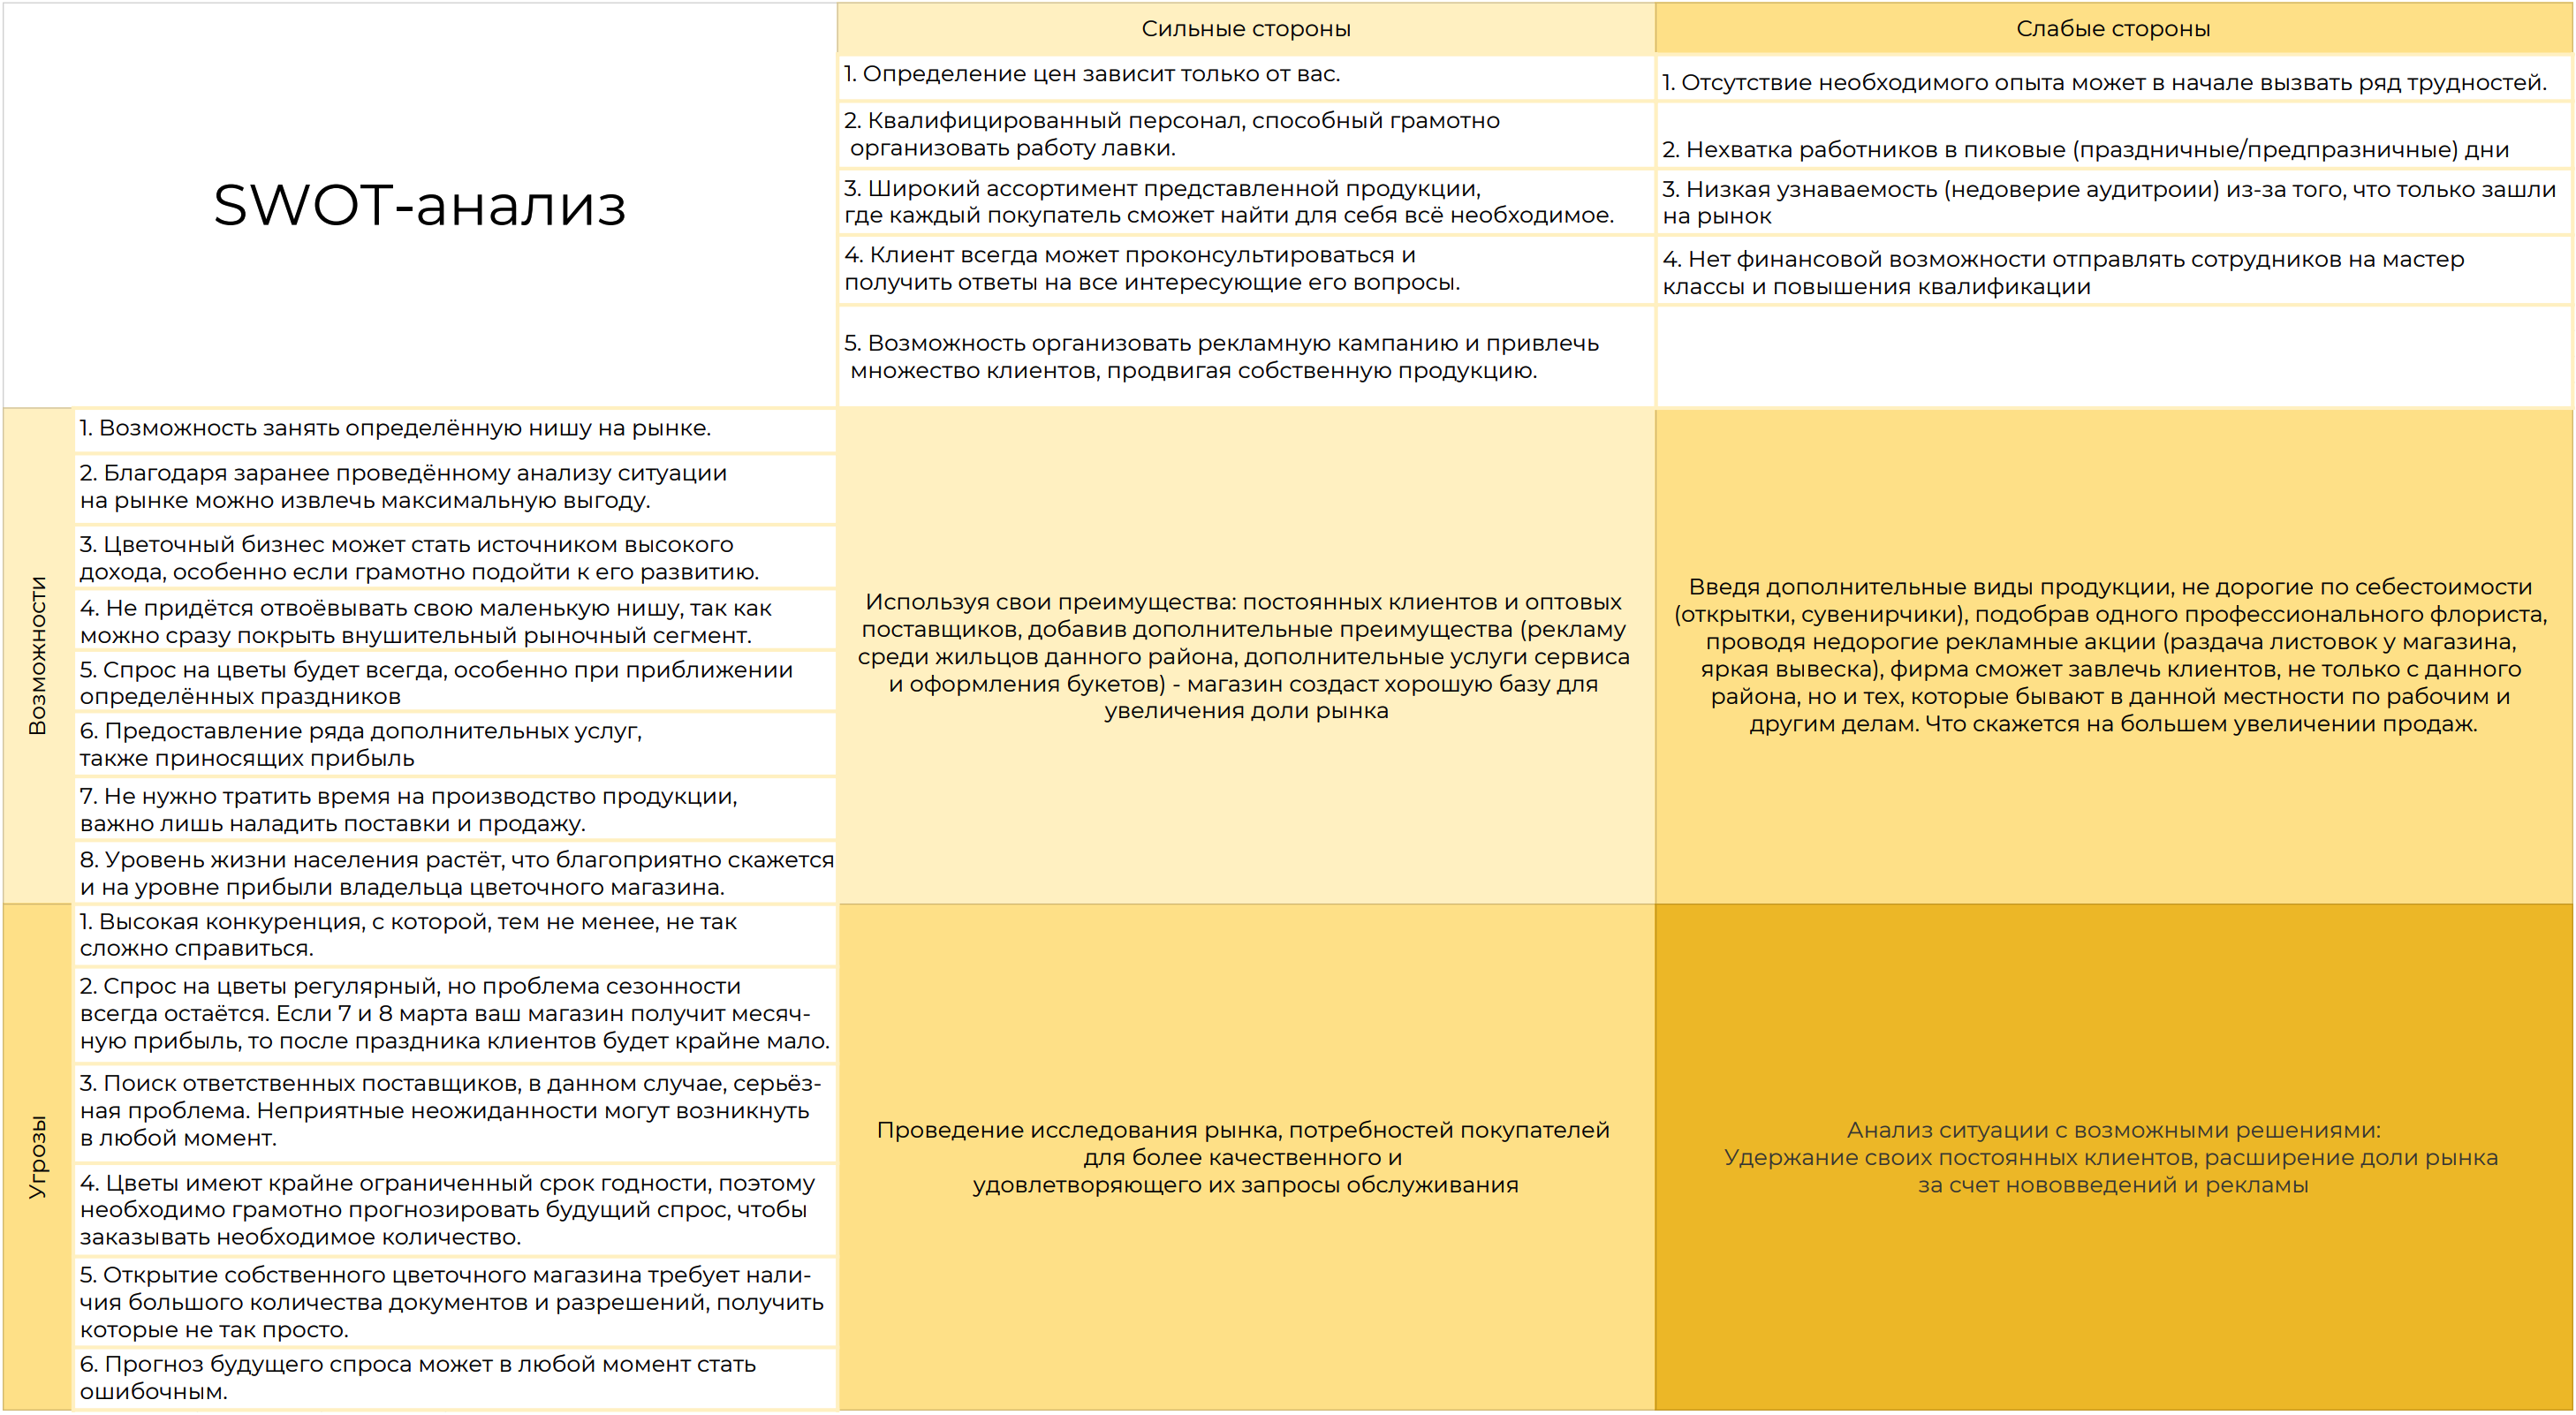 SWOT-анализ
Сильные стороны
Слабые стороны
1. Определение цен зависит только от вас.
1. Отсутствие необходимого опыта может в начале вызвать ряд трудностей.
2. Квалифицированный персонал, способный грамотно
организовать работу лавки.
2. Нехватка работников в пиковые (праздничные/предпразничные) дни
3. Широкий ассортимент представленной продукции,
где каждый покупатель сможет найти для себя всё необходимое.
3. Низкая узнаваемость (недоверие аудитроии) из-за того, что только зашли
на рынок
4. Клиент всегда может проконсультироваться и
получить ответы на все интересующие его вопросы.
4. Нет финансовой возможности отправлять сотрудников на мастер
классы и повышения квалификации
5. Возможность организовать рекламную кампанию и привлечь
множество клиентов, продвигая собственную продукцию.
Возможности
1. Возможность занять определённую нишу на рынке.
2. Благодаря заранее проведённому анализу ситуации
на рынке можно извлечь максимальную выгоду.
3. Цветочный бизнес может стать источником высокого
дохода, особенно если грамотно подойти к его развитию.
4. Не придётся отвоёвывать свою маленькую нишу, так как
можно сразу покрыть внушительный рыночный сегмент.
5. Спрос на цветы будет всегда, особенно при приближении
определённых праздников
6. Предоставление ряда дополнительных услуг,
также приносящих прибыль
7. Не нужно тратить время на производство продукции,
важно лишь наладить поставки и продажу.
8. Уровень жизни населения растёт, что благоприятно скажется
и на уровне прибыли владельца цветочного магазина.
Используя свои преимущества: постоянных клиентов и оптовых
поставщиков, добавив дополнительные преимущества (рекламу
среди жильцов данного района, дополнительные услуги сервиса
и оформления букетов) - магазин создаст хорошую базу для
увеличения доли рынка
Введя дополнительные виды продукции, не дорогие по себестоимости
(открытки, сувенирчики), подобрав одного профессионального флориста,
проводя недорогие рекламные акции (раздача листовок у магазина,
яркая вывеска), фирма сможет завлечь клиентов, не только с данного
района, но и тех, которые бывают в данной местности по рабочим и
другим делам. Что скажется на большем увеличении продаж.
Угрозы
1. Высокая конкуренция, с которой, тем не менее, не так
сложно справиться.
2. Спрос на цветы регулярный, но проблема сезонности
всегда остаётся. Если 7 и 8 марта ваш магазин получит месяч-
ную прибыль, то после праздника клиентов будет крайне мало.
3. Поиск ответственных поставщиков, в данном случае, серьёз-
ная проблема. Неприятные неожиданности могут возникнуть
в любой момент.
4. Цветы имеют крайне ограниченный срок годности, поэтому
необходимо грамотно прогнозировать будущий спрос, чтобы
заказывать необходимое количество.
5. Открытие собственного цветочного магазина требует нали-
чия большого количества документов и разрешений, получить
которые не так просто.
6. Прогноз будущего спроса может в любой момент стать
ошибочным.
Проведение исследования рынка, потребностей покупателей
для более качественного и
удовлетворяющего их запросы обслуживания
Анализ ситуации с возможными решениями:
Удержание своих постоянных клиентов, расширение доли рынка
за счет нововведений и рекламы